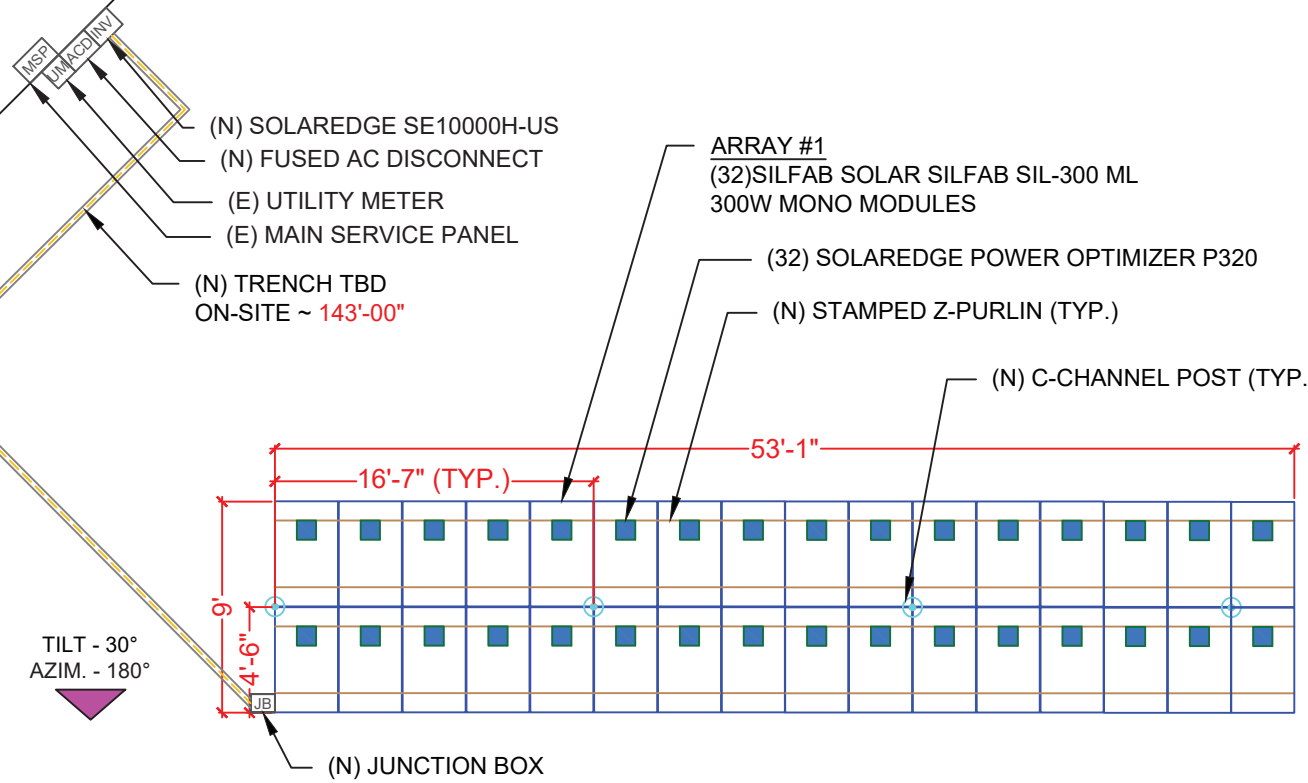 MSP
UM
ACD
INV
(N) SOLAREDGE SE10000H-US
(N) FUSED AC DISCONNECT
(E) UTILITY METER
(E) MAIN SERVICE PANEL
(N) TRENCH TBD
ON-SITE ~ 143'-00"
ARRAY #1
(32)SILFAB SOLAR SILFAB SIL-300 ML
300W MONO MODULES
(32) SOLAREDGE POWER OPTIMIZER P320
(N) STAMPED Z-PURLIN (TYP.)
(N) C-CHANNEL POST (TYP.
53'-1"
16'-7" (TYP.)
9'
4'-6"
TILT - 30°
AZIM. - 180°
JB
(N) JUNCTION BOX